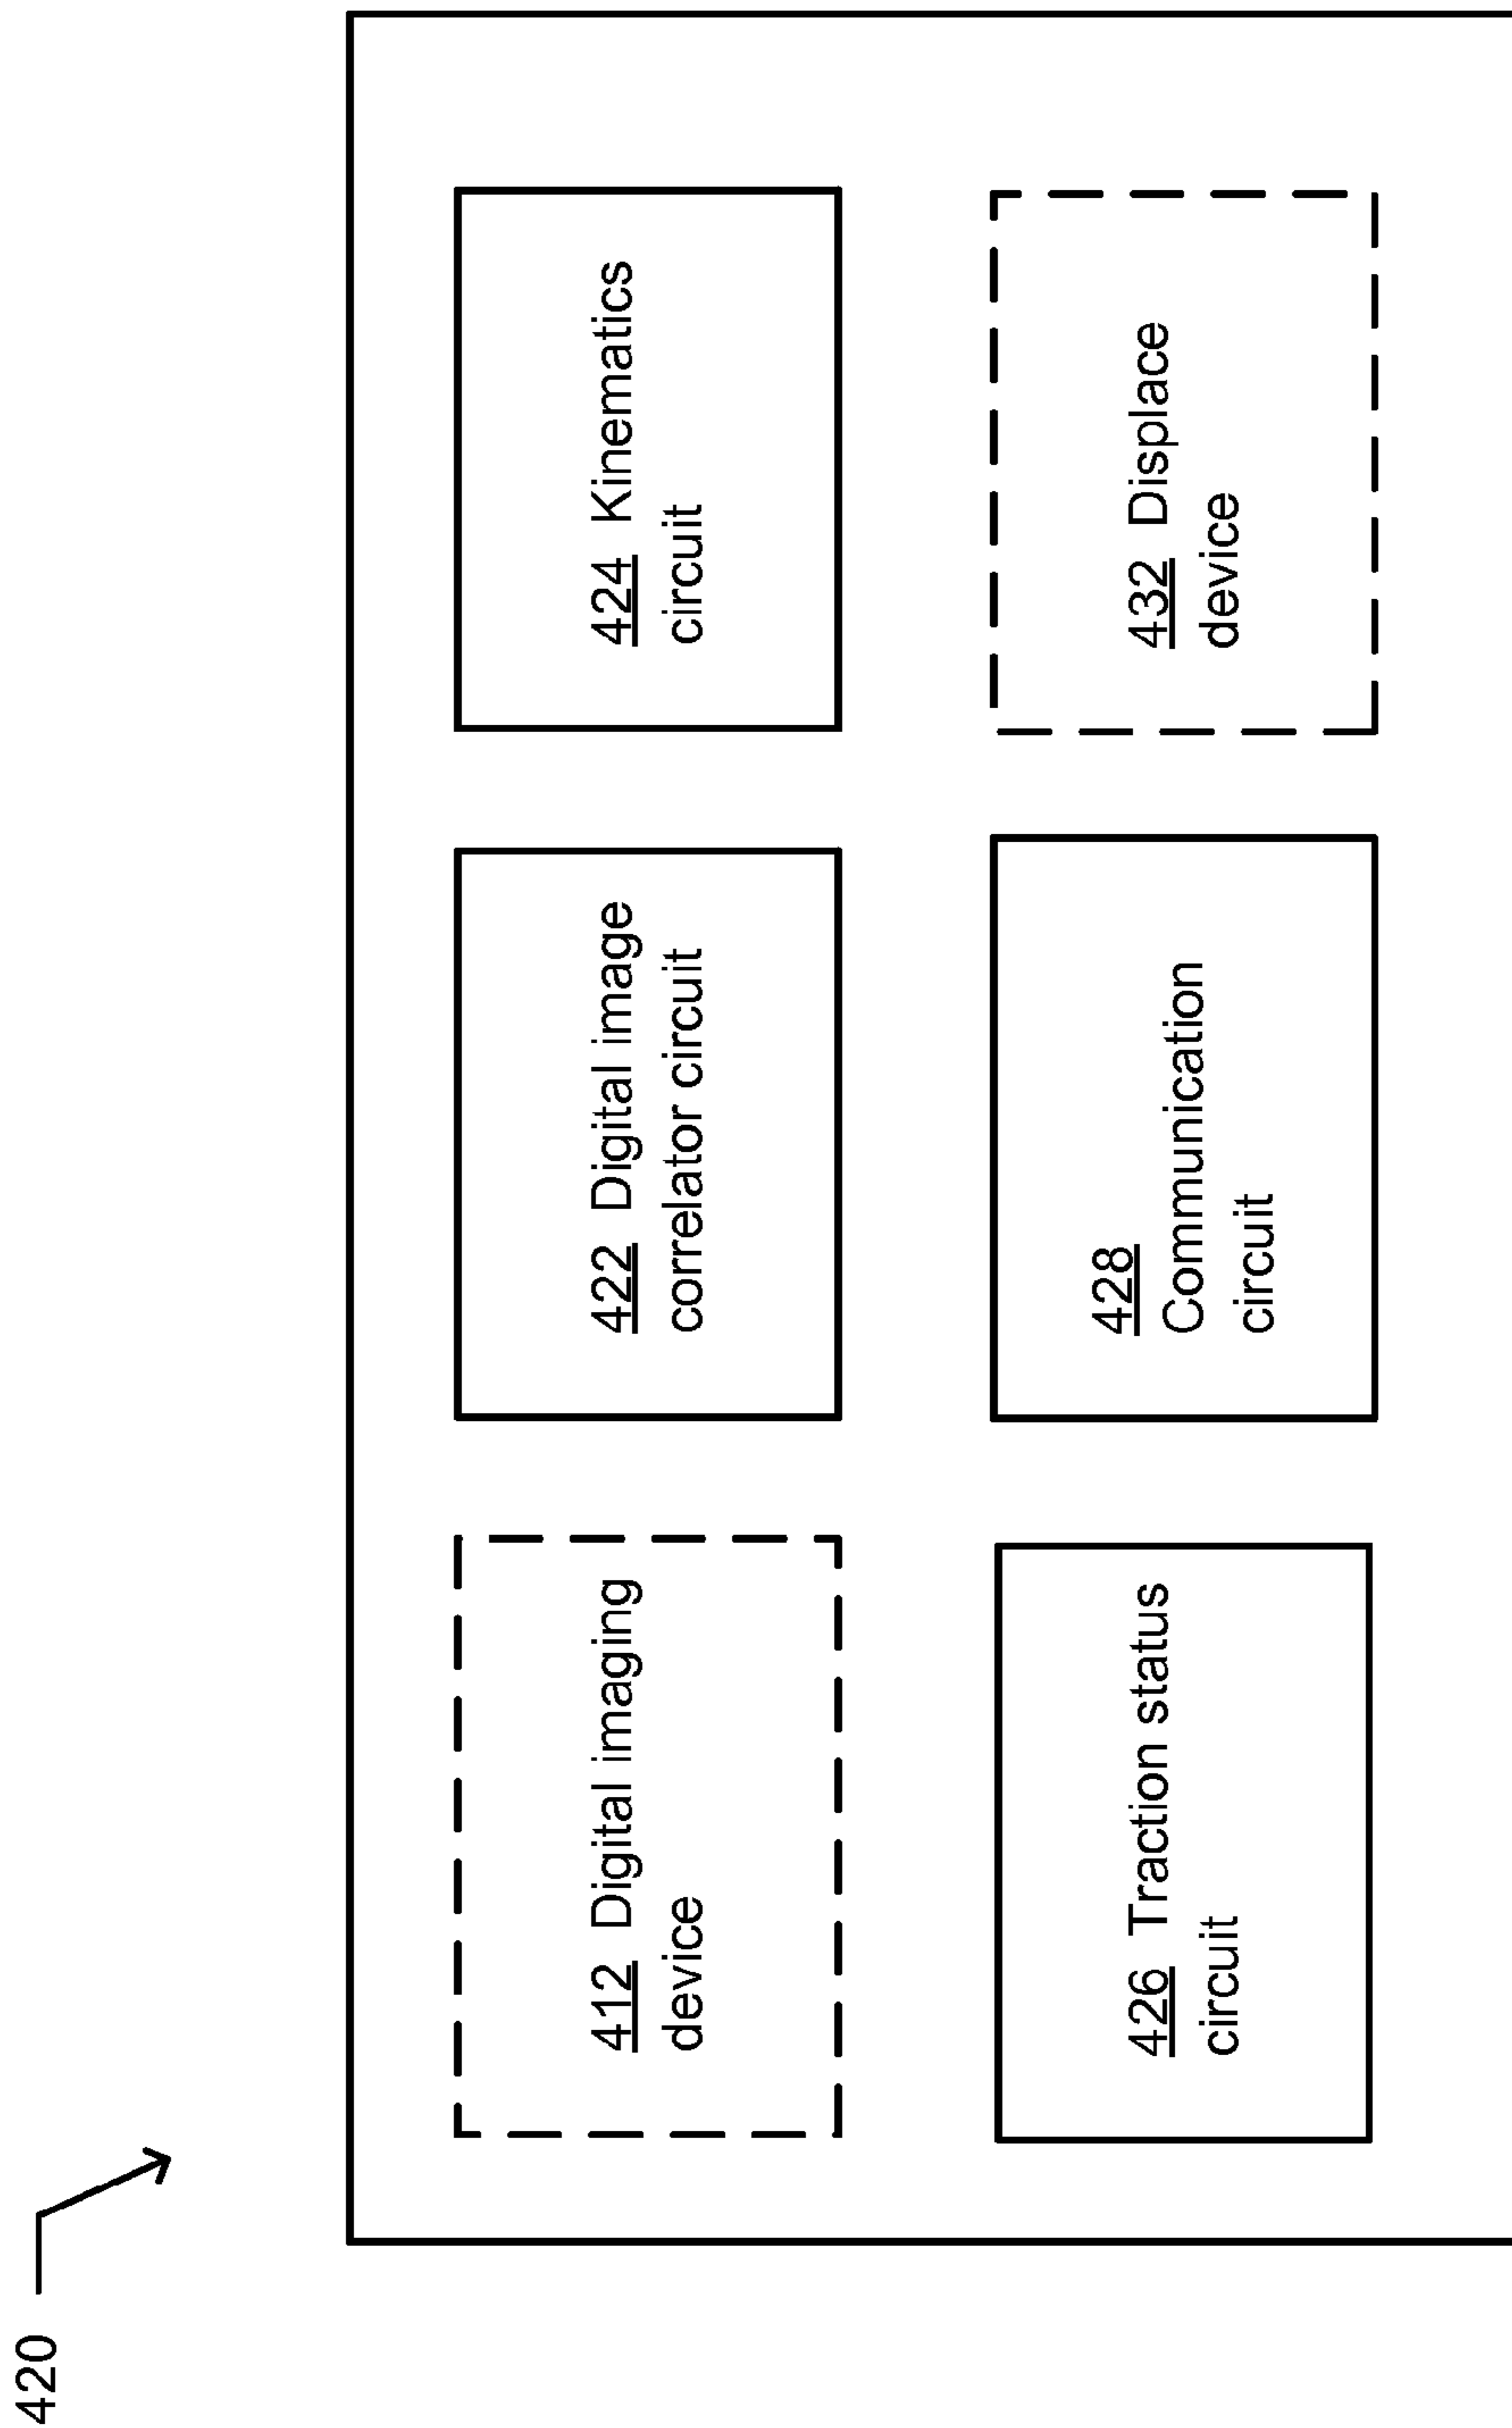 420
412 Digital imaging
device
422 Digital image
correlator circuit
424 Kinematics
circuit
426 Traction status
circuit
428
Communication
circuit
432 Displace
device